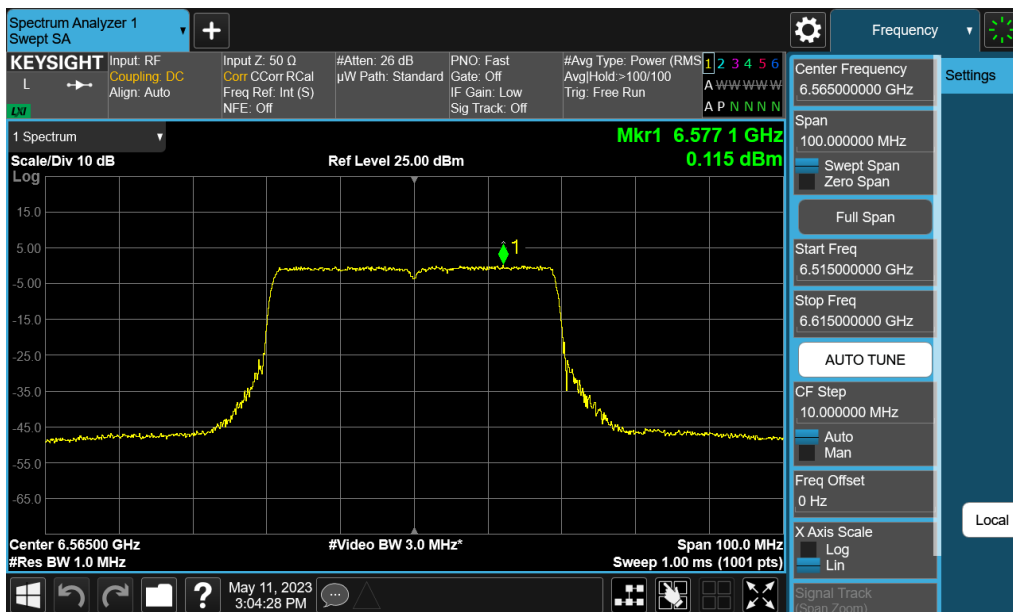 Spectrum Analyzer 1
Swept SA
+
Frequency
KEYSIGHT
L
LXI
Input: RF
Coupling: DC
Align: Auto
Input Z: 50 Ω
Corr CCorr RCal
Freq Ref: Int (S)
NFE: Off
#Atten: 26 dB
µW Path: Standard
PNO: Fast
Gate: Off
IF Gain: Low
Sig Track: Off
#Avg Type: Power (RMS
Avg|Hold:>100/100
Trig: Free Run
1 2 3 4 5 6
A W W W W W
A P N N N N
1 Spectrum
Scale/Div 10 dB
Log
Ref Level 25.00 dBm
Mkr1 6.577 1 GHz
0.115 dBm
1
15.0
5.00
-5.00
-15.0
-25.0
-35.0
-45.0
-55.0
-65.0
Center 6.56500 GHz
#Res BW 1.0 MHz
#Video BW 3.0 MHz*
Span 100.0 MHz
Sweep 1.00 ms (1001 pts)
Center Frequency
6.565000000 GHz
Span
100.000000 MHz
Swept Span
Zero Span
Full Span
Start Freq
6.515000000 GHz
Stop Freq
6.615000000 GHz
AUTO TUNE
CF Step
10.000000 MHz
Auto
Man
Freq Offset
0 Hz
X Axis Scale
Log
Lin
Signal Track
(Span Zoom)
Settings
Local
?
May 11, 2023
3:04:28 PM